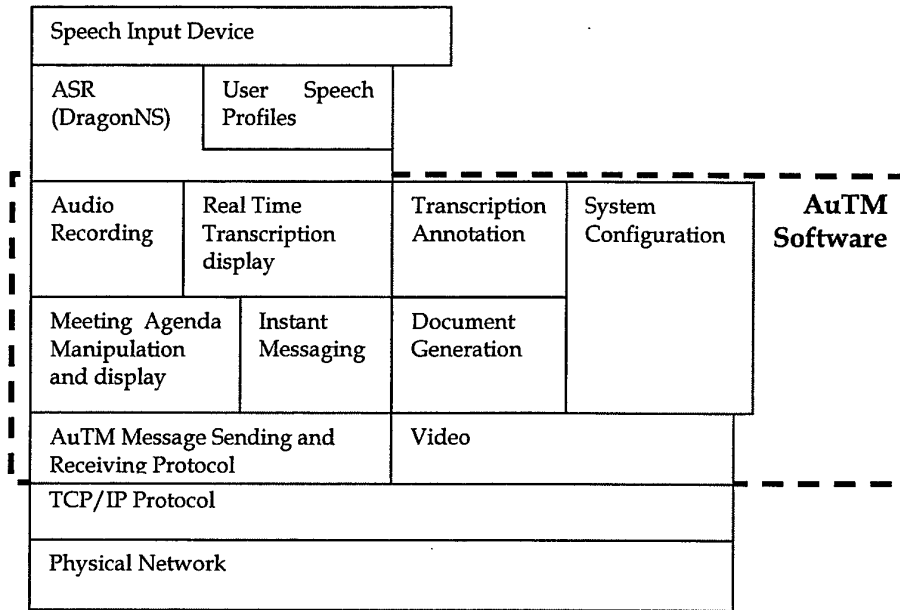 Speech Input Device
ASR
(DragonNS)
User Speech
Profiles
Audio
Recording
Real Time
Transcription
display
Transcription
Annotation
System
Configuration
AuTM
Software
Meeting Agenda
Manipulation
and display
Instant
Messaging
Document
Generation
AuTM Message Sending and
Receiving Protocol
Video
TCP/IP Protocol
Physical Network